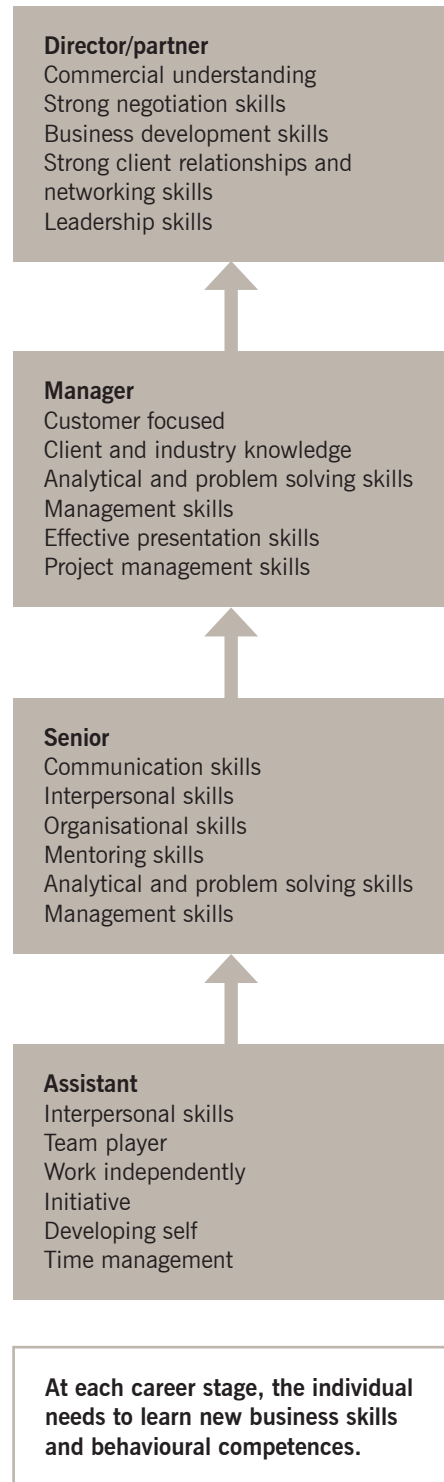 Director/partner
Commercial understanding
Strong negotiation skills
Business development skills
Strong client relationships and
networking skills
Leadership skills
Manager
Customer focused
Client and industry knowledge
Analytical and problem solving skills
Management skills
Effective presentation skills
Project management skills
Senior
Communication skills
Interpersonal skills
Organisational skills
Mentoring skills
Analytical and problem solving skills
Management skills
Assistant
Interpersonal skills
Team player
Work independently
Initiative
Developing self
Time management
At each career stage, the individual
needs to learn new business skills
and behavioural competences.